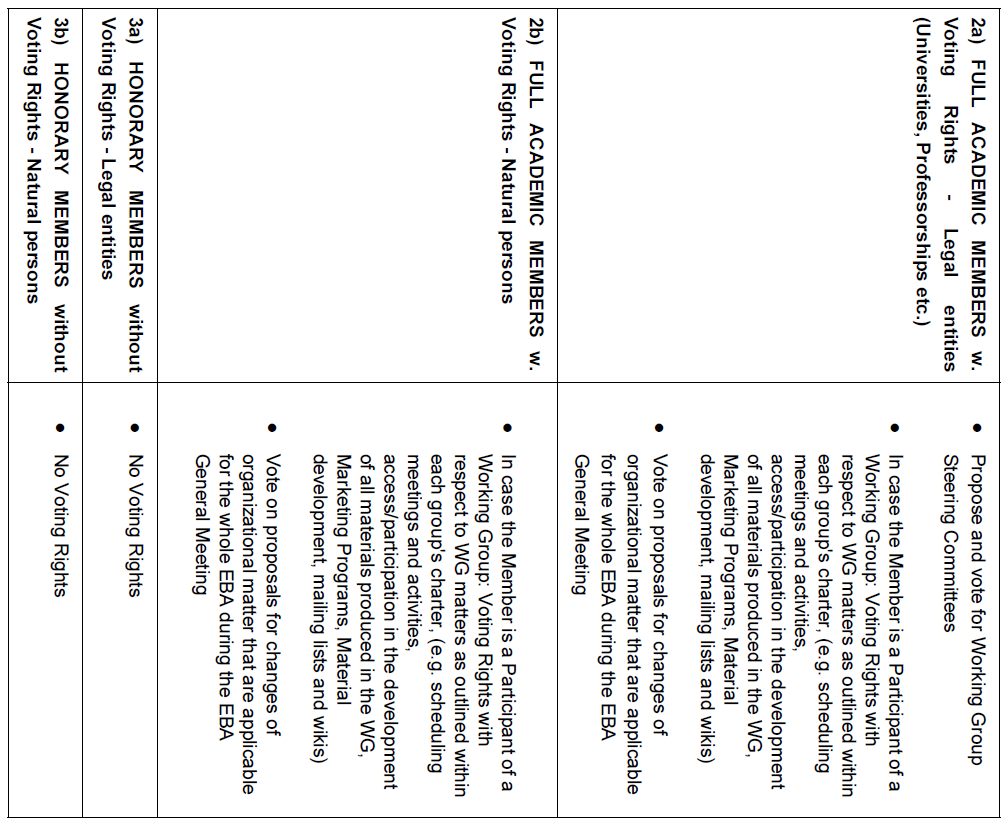 2a) FULL ACADEMIC MEMBERS w.
Voting Rights - Legal entities
(Universities, Professorships etc.)
• Propose and vote for Working Group
Steering Committees
• In case the Member is a Participant of a
Working Group: Voting Rights with
respect to WG matters as outlined within
each group's charter, (e.g. scheduling
meetings and activities,
access/participation in the development
of all materials produced in the WG,
Marketing Programs, Material
development, mailing lists and wikis)
• Vote on proposals for changes of
organizational matter that are applicable
for the whole EBA during the EBA
General Meeting
2b) FULL ACADEMIC MEMBERS w.
Voting Rights - Natural persons
• In case the Member is a Participant of a
Working Group: Voting Rights with
respect to WG matters as outlined within
each group's charter, (e.g. scheduling
meetings and activities,
access/participation in the development
of all materials produced in the WG,
Marketing Programs, Material
development, mailing lists and wikis)
• Vote on proposals for changes of
organizational matter that are applicable
for the whole EBA during the EBA
General Meeting
3a) HONORARY MEMBERS without
Voting Rights - Legal entities
• No Voting Rights
3b) HONORARY MEMBERS without
Voting Rights - Natural persons
• No Voting Rights